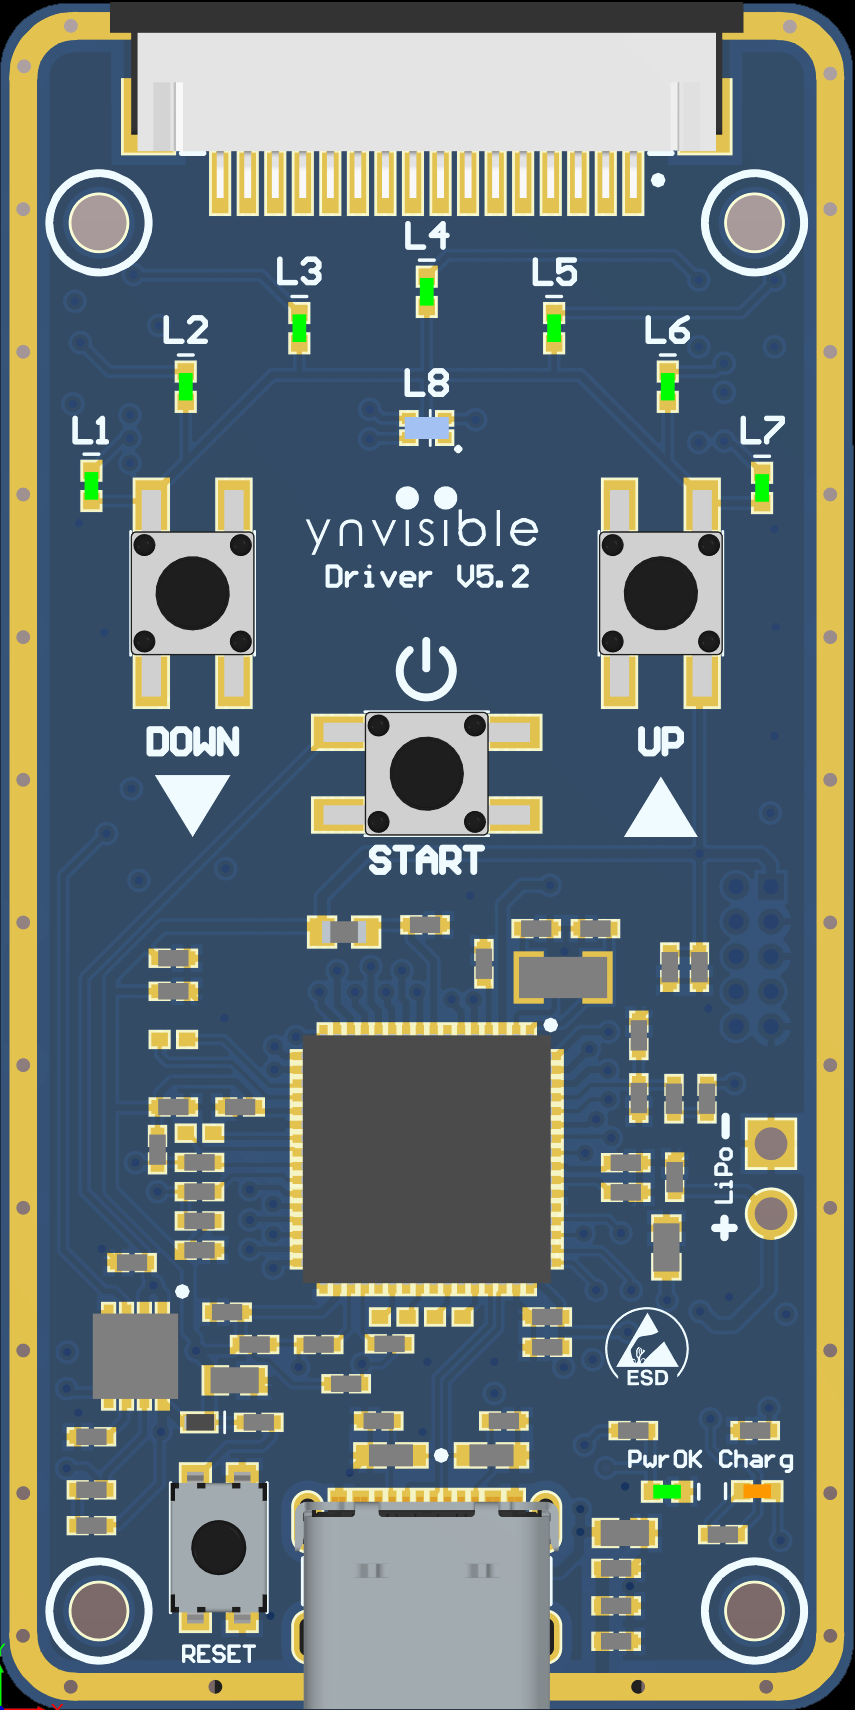 L4
L3
L5
L2
L6
L8
L1
L7
ynvisible
Driver V5.2
DOWN
UP
START
LiPo
- +
ESD
PwrOK
Charg
RESET